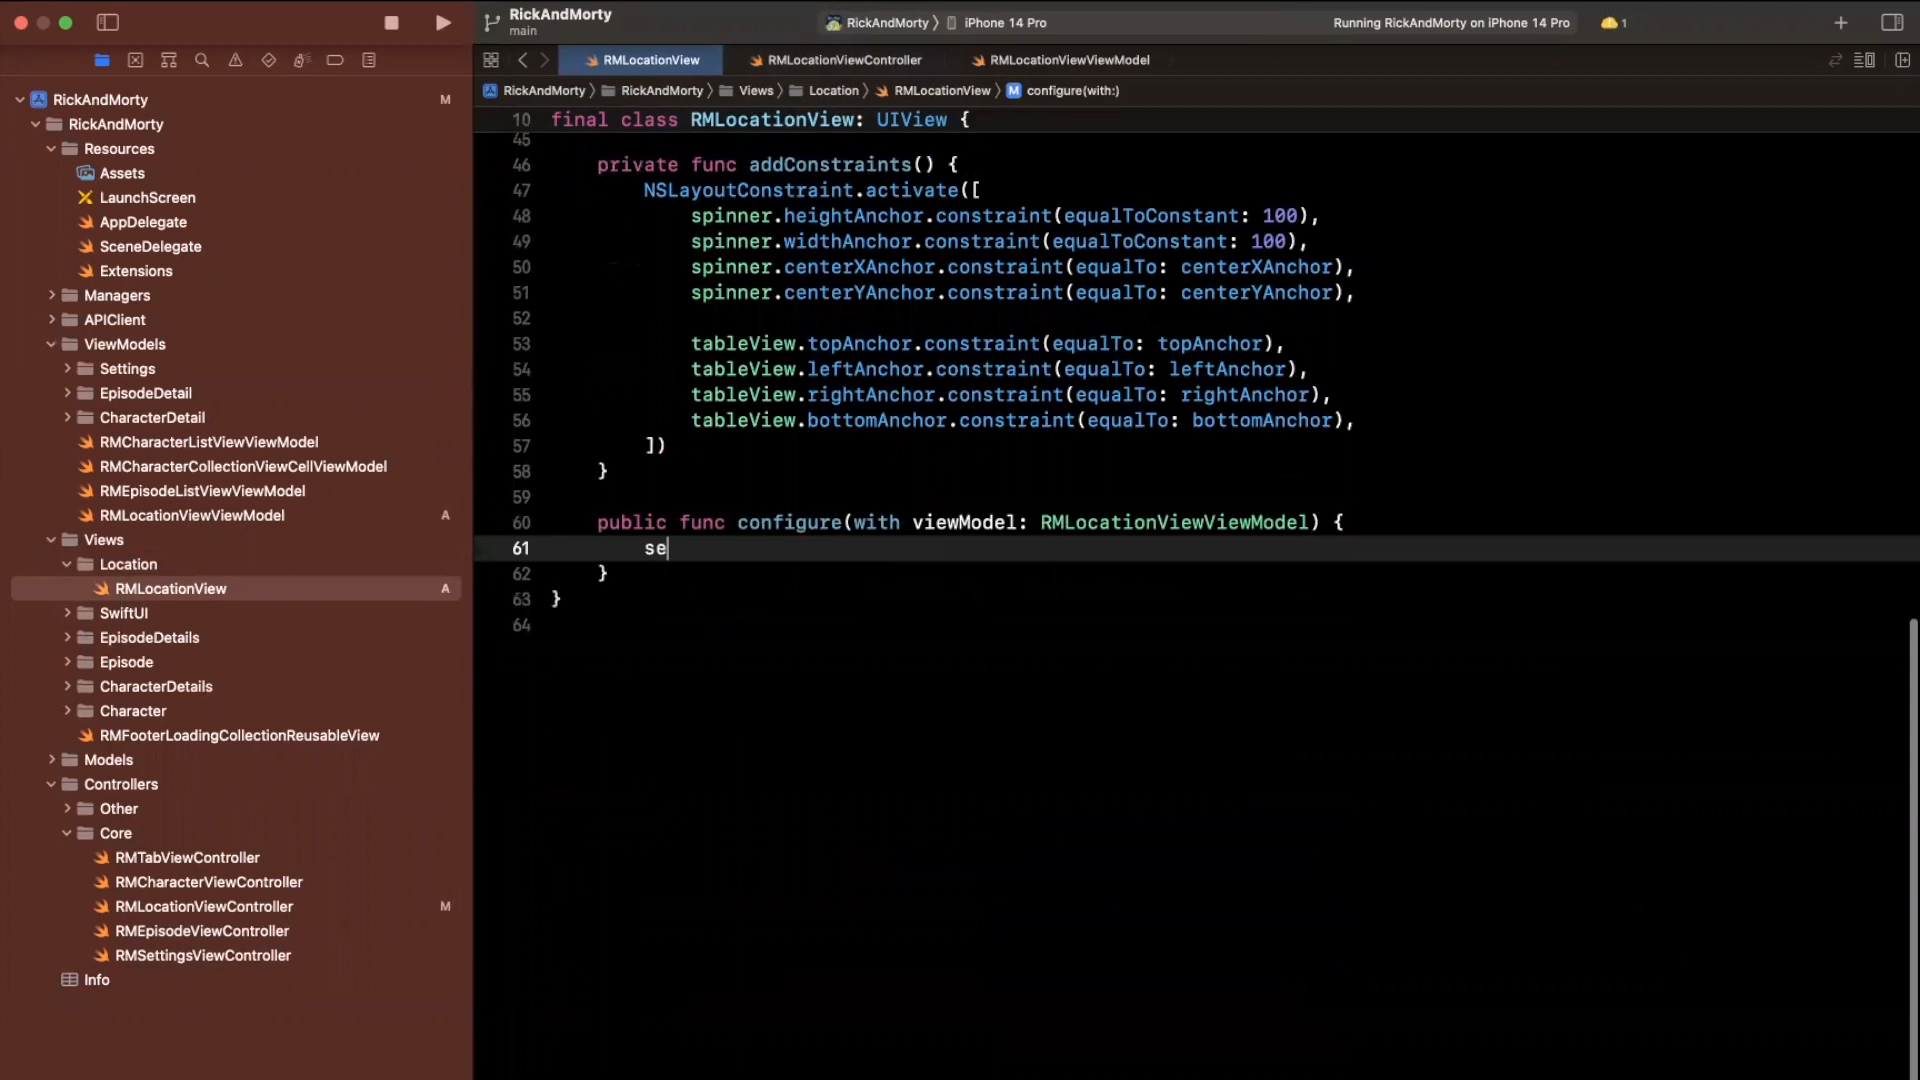 RickAndMorty
main
RickAndMorty
iPhone 14 Pro
Running RickAndMorty on iPhone 14 Pro
1
RMLocationView
RMLocationViewController
RMLocationViewViewModel
RickAndMorty
RickAndMorty
Views
Location
RMLocationView
M
configure(with:)
RickAndMorty M
RickAndMorty
Resources
Assets
LaunchScreen
AppDelegate
SceneDelegate
Extensions
Managers
APIClient
ViewModels
Settings
EpisodeDetail
CharacterDetail
RMCharacterListViewViewModel
RMCharacterCollectionViewCellViewModel
RMEpisodeListViewViewModel
RMLocationViewViewModel A
Views
Location
RMLocationView A
SwiftUI
EpisodeDetails
Episode
CharacterDetails
Character
RMFooterLoadingCollectionReusableView
Models
Controllers
Other
Core
RMTabViewController
RMCharacterViewController
RMLocationViewController M
RMEpisodeViewController
RMSettingsViewController
Info
10 final class RMLocationView: UIView {
45
46 private func addConstraints() {
47 NSLayoutConstraint.activate([
48 spinner.heightAnchor.constraint(equalToConstant: 100),
49 spinner.widthAnchor.constraint(equalToConstant: 100),
50 spinner.centerXAnchor.constraint(equalTo: centerXAnchor),
51 spinner.centerYAnchor.constraint(equalTo: centerYAnchor),
52
53 tableView.topAnchor.constraint(equalTo: topAnchor),
54 tableView.leftAnchor.constraint(equalTo: leftAnchor),
55 tableView.rightAnchor.constraint(equalTo: rightAnchor),
56 tableView.bottomAnchor.constraint(equalTo: bottomAnchor),
57 ])
58 }
59
60 public func configure(with viewModel: RMLocationViewViewModel) {
61 se
62 }
63 }
64